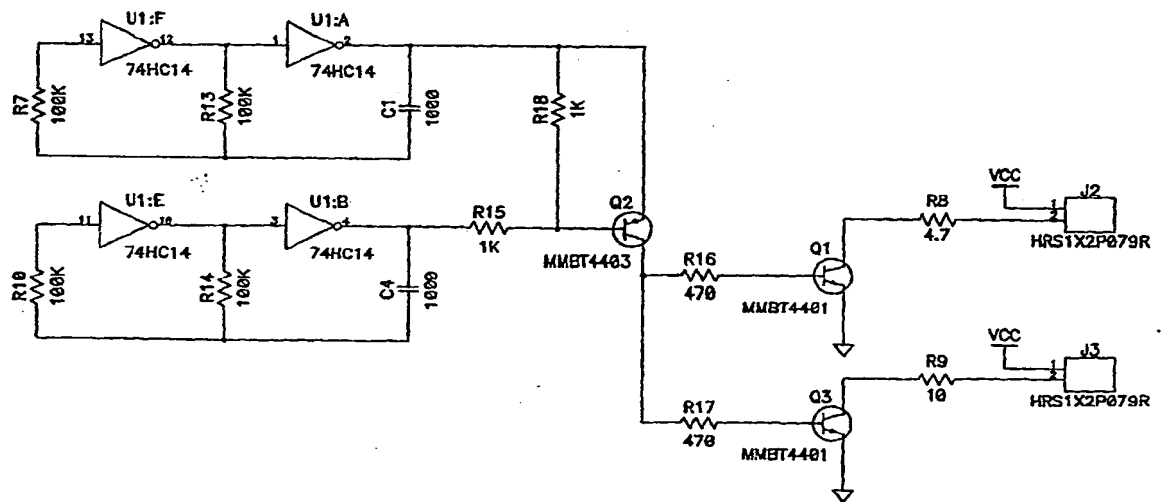 U1:F
13
12
74HC14
U1:A
1
2
74HC14
R7
100K
R13
100K
C1
1000
R18
1K
U1:E
11
10
74HC14
U1:B
3
4
74HC14
R15
1K
Q2
MMBT4403
R10
100K
R14
100K
C4
1000
R16
470
Q1
MMBT4401
R8
4.7
VCC
J2
1
2
HRS1X2P079R
R17
470
Q3
MMBT4401
R9
10
VCC
J3
1
2
HRS1X2P079R